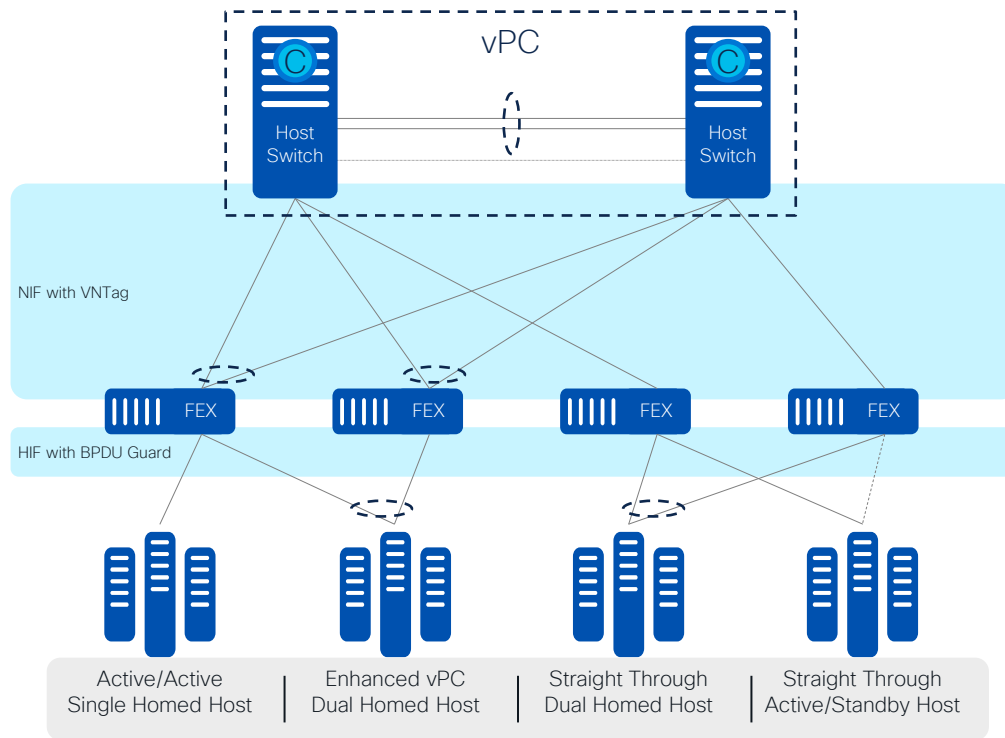 vPC
C
C
Host
Switch
Host
Switch
NIF with VNTag
FEX
FEX
FEX
FEX
HIF with BPDU Guard
Active/Active
Single Homed Host
Enhanced vPC
Dual Homed Host
Straight Through
Dual Homed Host
Straight Through
Active/Standby Host